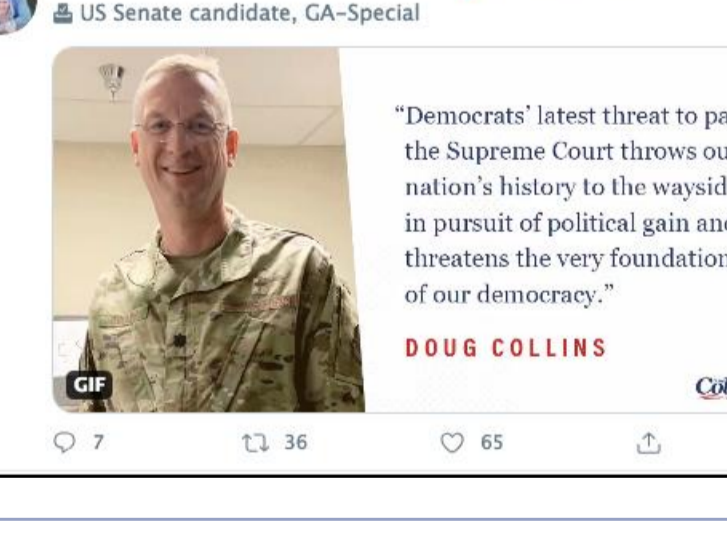 US Senate candidate, GA-Special
“Democrats’ latest threat to pa
the Supreme Court throws ou
nation’s history to the waysid
in pursuit of political gain an
threatens the very foundation
of our democracy.”
DOUG COLLINS
GIF
Col
7 36 65